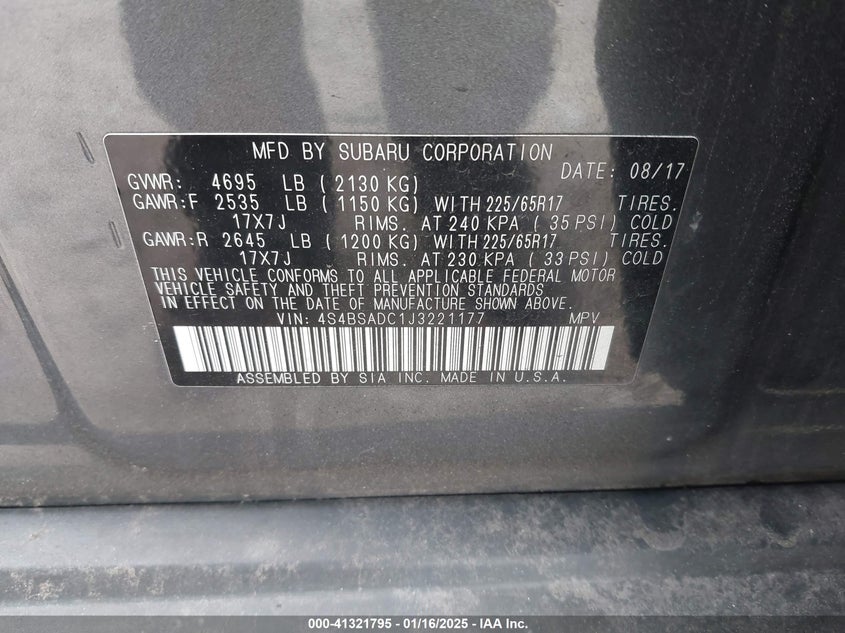 MFD BY SUBARU CORPORATION
DATE: 08/17
GVWR: 4695 LB (2130 KG)
GAWR:F 2535 LB (1150 KG) WITH 225/65R17 TIRES.
17X7J RIMS. AT 240 KPA (35 PSI) COLD
GAWR:R 2645 LB (1200 KG) WITH 225/65R17 TIRES.
17X7J RIMS. AT 230 KPA (33 PSI) COLD
THIS VEHICLE CONFORMS TO ALL APPLICABLE FEDERAL MOTOR
VEHICLE SAFETY AND THEFT PREVENTION STANDARDS
IN EFFECT ON THE DATE OF MANUFACTURE SHOWN ABOVE.
VIN: 4S4BSADC1J3221177 MPV
ASSEMBLED BY SIA INC. MADE IN U.S.A.
000-41321795 - 01/16/2025 - IAA Inc.